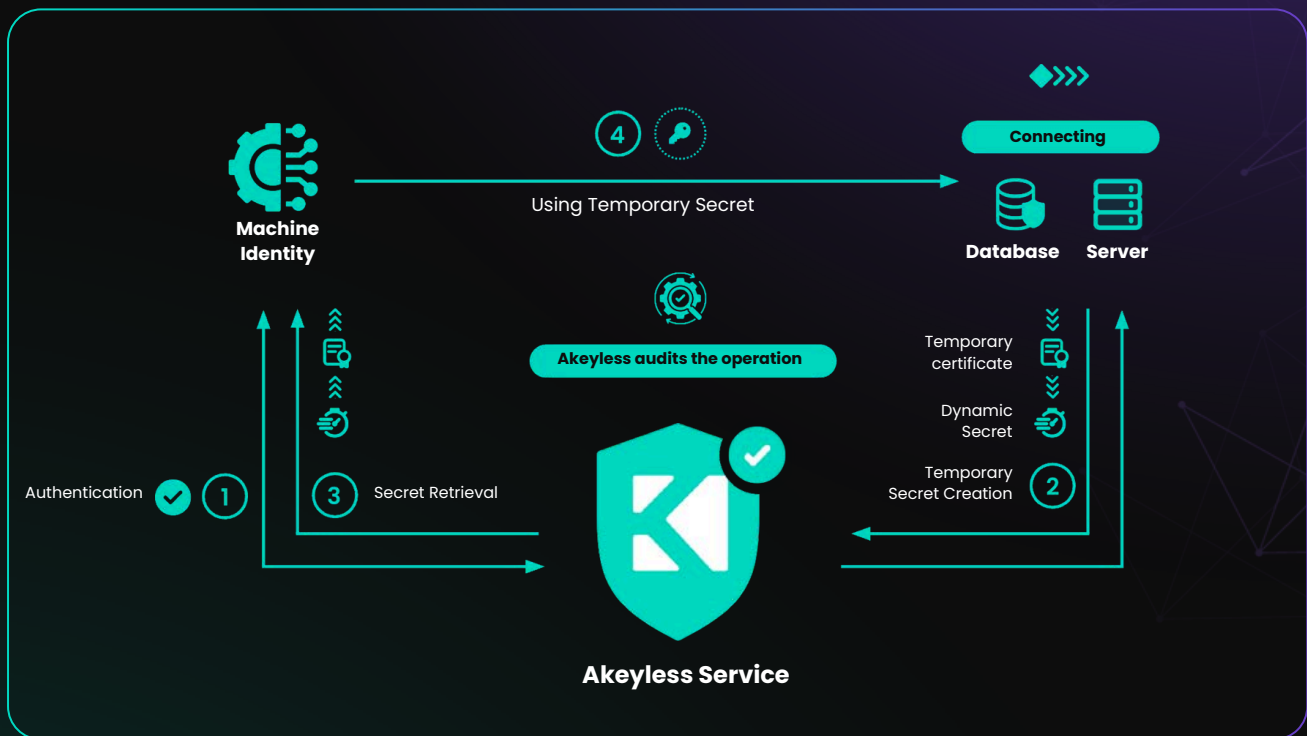 4
Connecting
Using Temporary Secret
Machine
Identity
Database
Server
Akeyless audits the operation
Temporary
certificate
Dynamic
Secret
Temporary
Secret Creation
2
Authentication
1
3
Secret Retrieval
Akeyless Service